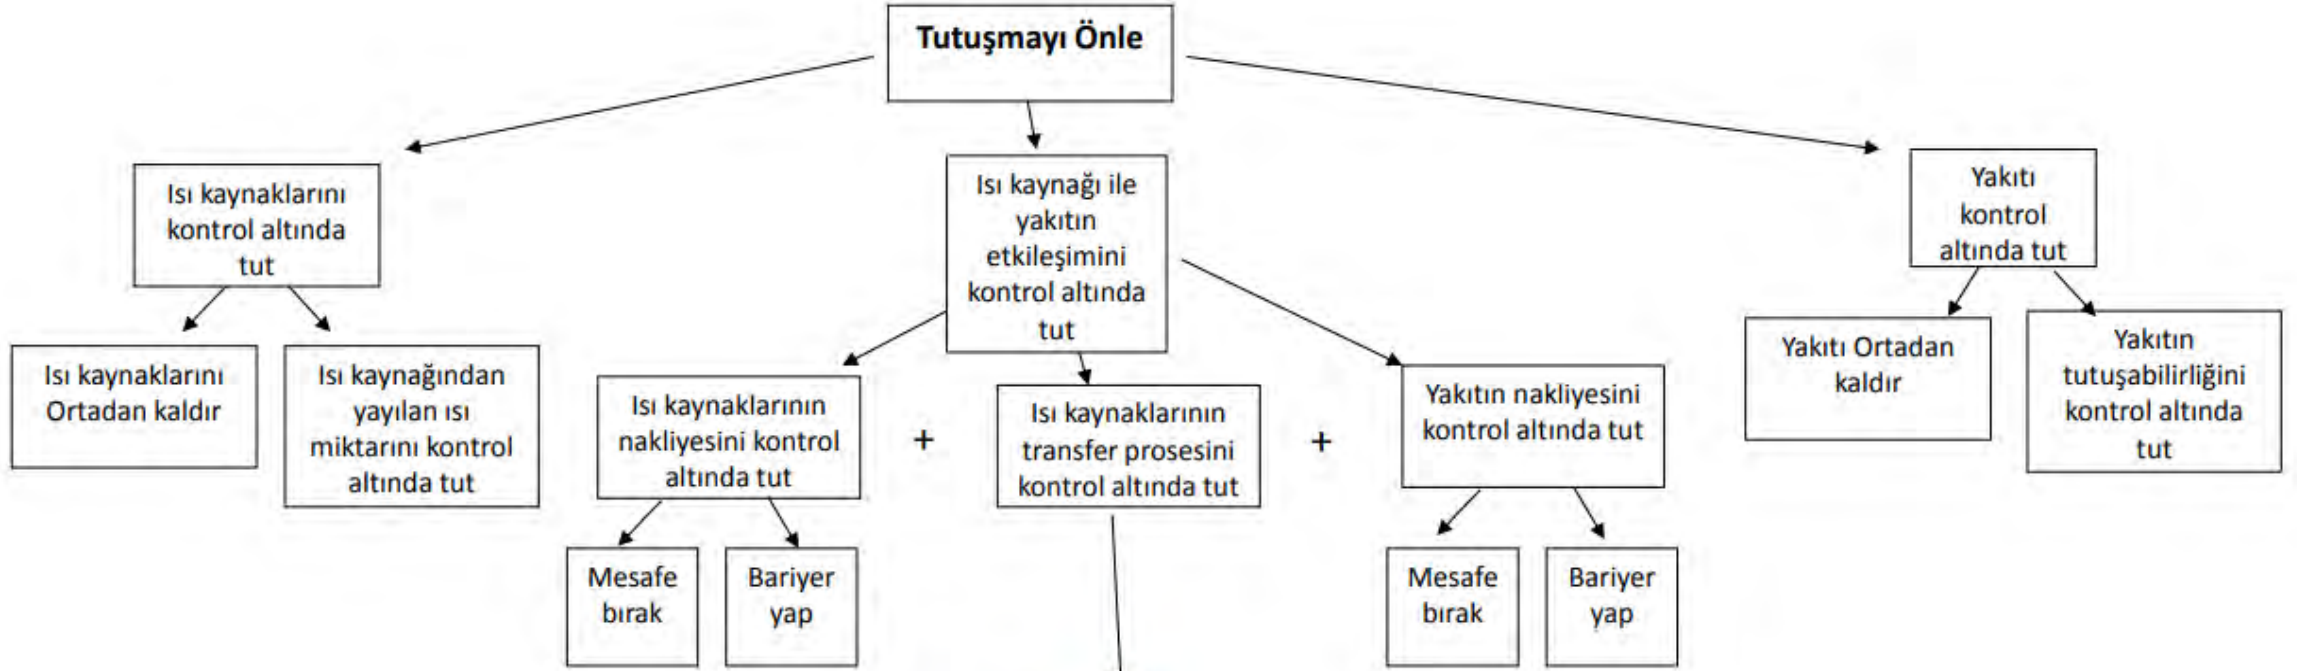 Tutuşmayı Önle
Isı kaynaklarını
kontrol altında
tut
Isı kaynağı ile
yakıtın
etkileşimini
kontrol altında
tut
Yakıtı
kontrol
altında tut
Isı kaynaklarını
Ortadan kaldır
Isı kaynağından
yayılan ısı
miktarını kontrol
altında tut
Isı kaynaklarının
nakliyesini kontrol
altında tut
+
Isı kaynaklarının
transfer prosesini
kontrol altında tut
+
Yakıtın nakliyesini
kontrol altında tut
Yakıtı Ortadan
kaldır
Yakıtın
tutuşabilirliğini
kontrol altında
tut
Mesafe
bırak
Bariyer
yap
Mesafe
bırak
Bariyer
yap